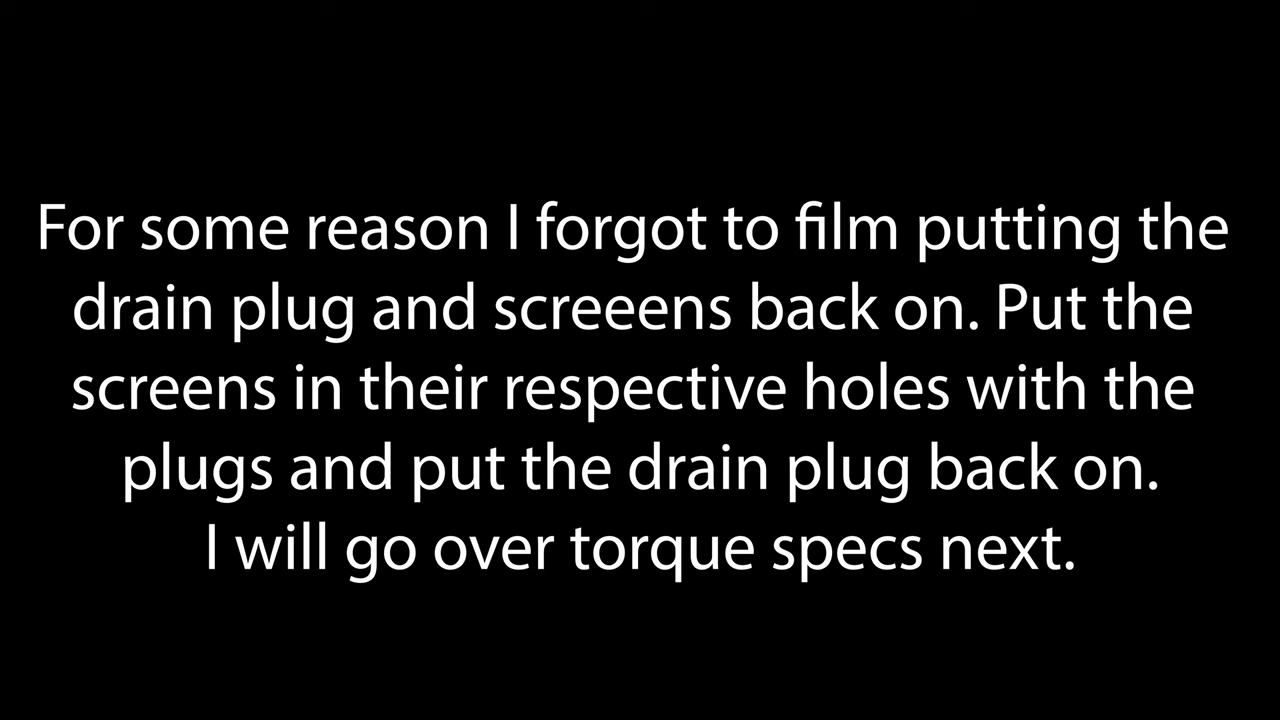 For some reason I forgot to film putting the
drain plug and screeens back on. Put the
screens in their respective holes with the
plugs and put the drain plug back on.
I will go over torque specs next.